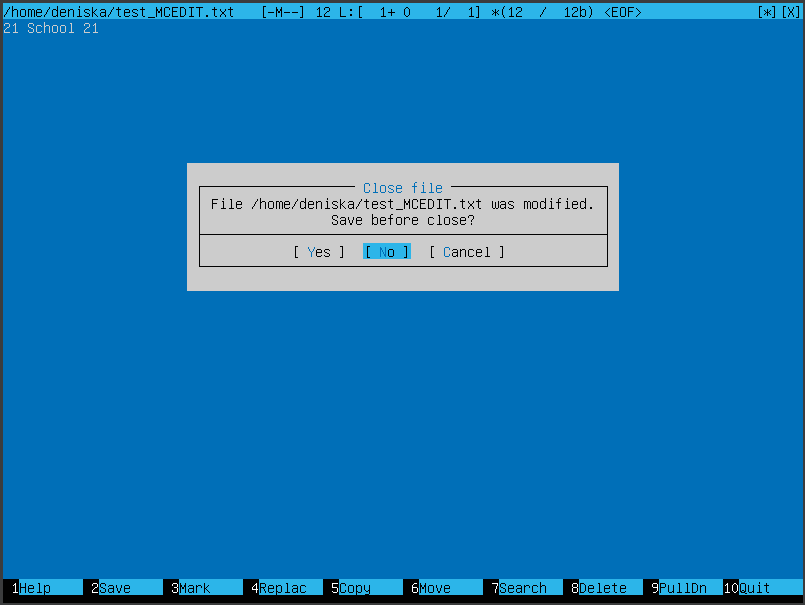 /home/deniska/test_MCEDIT.txt   [-M--] 12 L:[  1+ 0   1/  1] *(12  /  12b) <EOF>              [*][X]
21 School 21
Close file
File /home/deniska/test_MCEDIT.txt was modified.
Save before close?
[ Yes ]  [ No ]  [ Cancel ]
1Help  2Save  3Mark  4Replac  5Copy  6Move  7Search  8Delete  9PullDn  10Quit